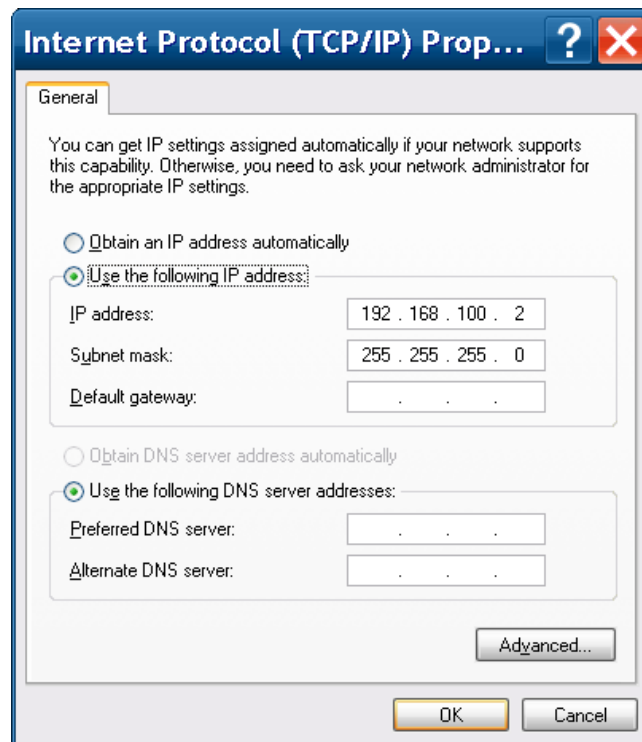 Internet Protocol (TCP/IP) Prop...
General
You can get IP settings assigned automatically if your network supports
this capability. Otherwise, you need to ask your network administrator for
the appropriate IP settings.
Obtain an IP address automatically
Use the following IP address:
IP address: 192 . 168 . 100 . 2
Subnet mask: 255 . 255 . 255 . 0
Default gateway: . . .
Obtain DNS server address automatically
Use the following DNS server addresses:
Preferred DNS server: . . .
Alternate DNS server: . . .
Advanced...
OK Cancel